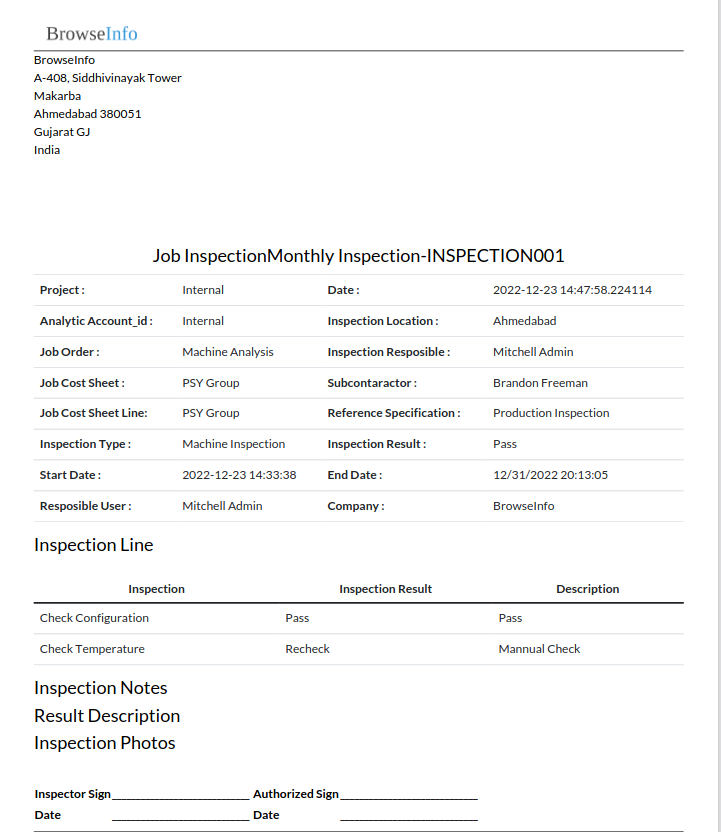 BrowseInfo
BrowseInfo
A-408, Siddhivinayak Tower
Makarba
Ahmedabad 380051
Gujarat GJ
India
Job InspectionMonthly Inspection-INSPECTION001
Project : Internal Date : 2022-12-23 14:47:58.224114
Analytic Account_id : Internal Inspection Location : Ahmedabad
Job Order : Machine Analysis Inspection Resposible : Mitchell Admin
Job Cost Sheet : PSY Group Subcontaractor : Brandon Freeman
Job Cost Sheet Line: PSY Group Reference Specification : Production Inspection
Inspection Type : Machine Inspection Inspection Result : Pass
Start Date : 2022-12-23 14:33:38 End Date : 12/31/2022 20:13:05
Resposible User : Mitchell Admin Company : BrowseInfo
Inspection Line
Inspection Inspection Result Description
Check Configuration Pass Pass
Check Temperature Recheck Mannual Check
Inspection Notes
Result Description
Inspection Photos
Inspector Sign______________________ Authorized Sign______________________
Date ______________________ Date ______________________